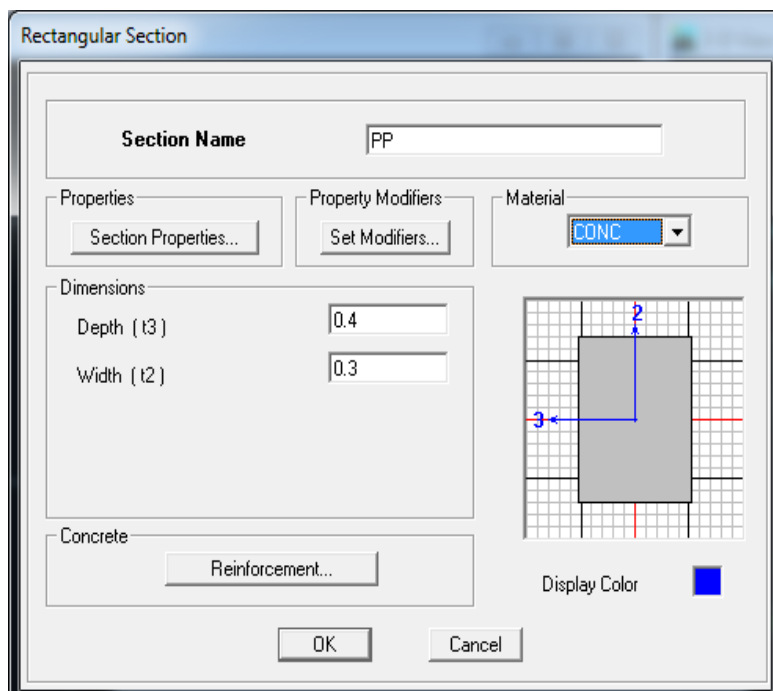 Rectangular Section
Section Name PP
Properties Property Modifiers Material
Section Properties... Set Modifiers... CONC
Dimensions
Depth ( t3 ) 0.4
Width ( t2 ) 0.3
2
3
Concrete
Reinforcement...
Display Color
OK Cancel